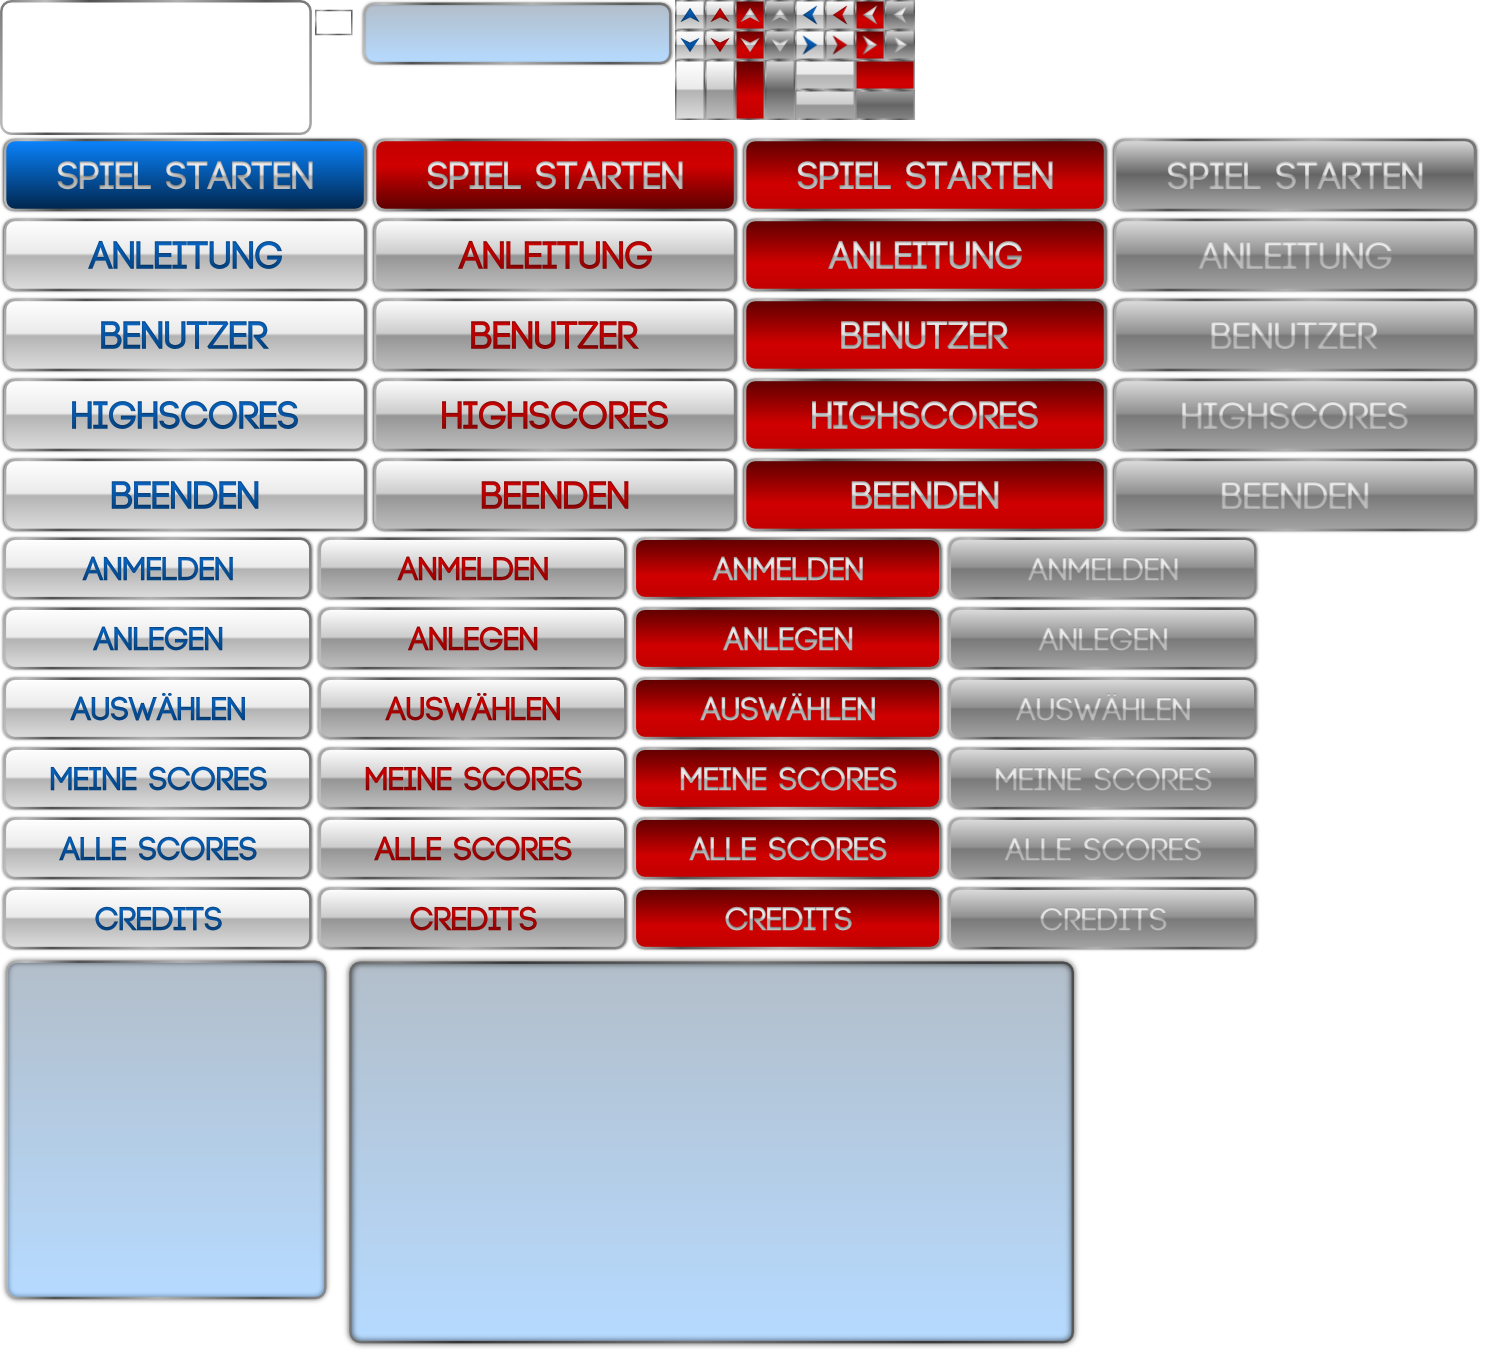 SPIEL STARTEN SPIEL STARTEN SPIEL STARTEN SPIEL STARTEN
ANLEITUNG ANLEITUNG ANLEITUNG ANLEITUNG
BENUTZER BENUTZER BENUTZER BENUTZER
HIGHSCORES HIGHSCORES HIGHSCORES HIGHSCORES
BEENDEN BEENDEN BEENDEN BEENDEN
ANMELDEN ANMELDEN ANMELDEN ANMELDEN
ANLEGEN ANLEGEN ANLEGEN ANLEGEN
AUSWÄHLEN AUSWÄHLEN AUSWÄHLEN AUSWÄHLEN
MEINE SCORES MEINE SCORES MEINE SCORES MEINE SCORES
ALLE SCORES ALLE SCORES ALLE SCORES ALLE SCORES
CREDITS CREDITS CREDITS CREDITS